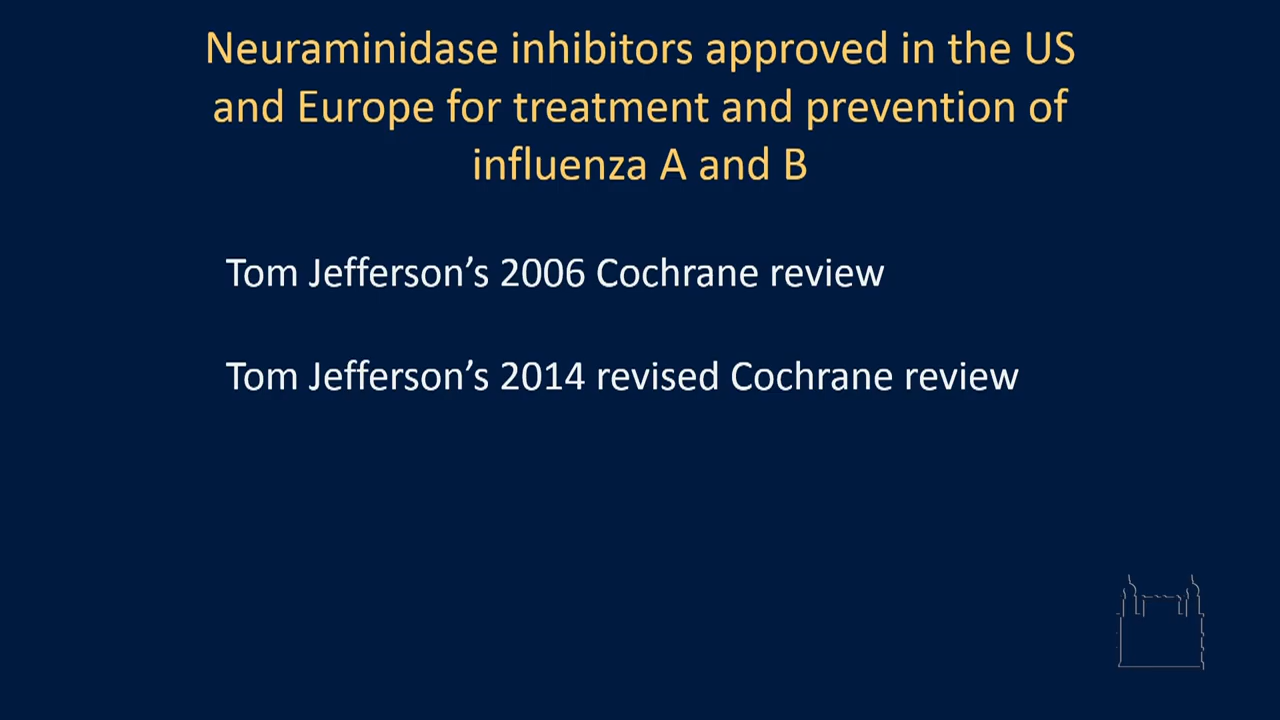 Neuraminidase inhibitors approved in the US
and Europe for treatment and prevention of
influenza A and B
Tom Jefferson’s 2006 Cochrane review
Tom Jefferson’s 2014 revised Cochrane review